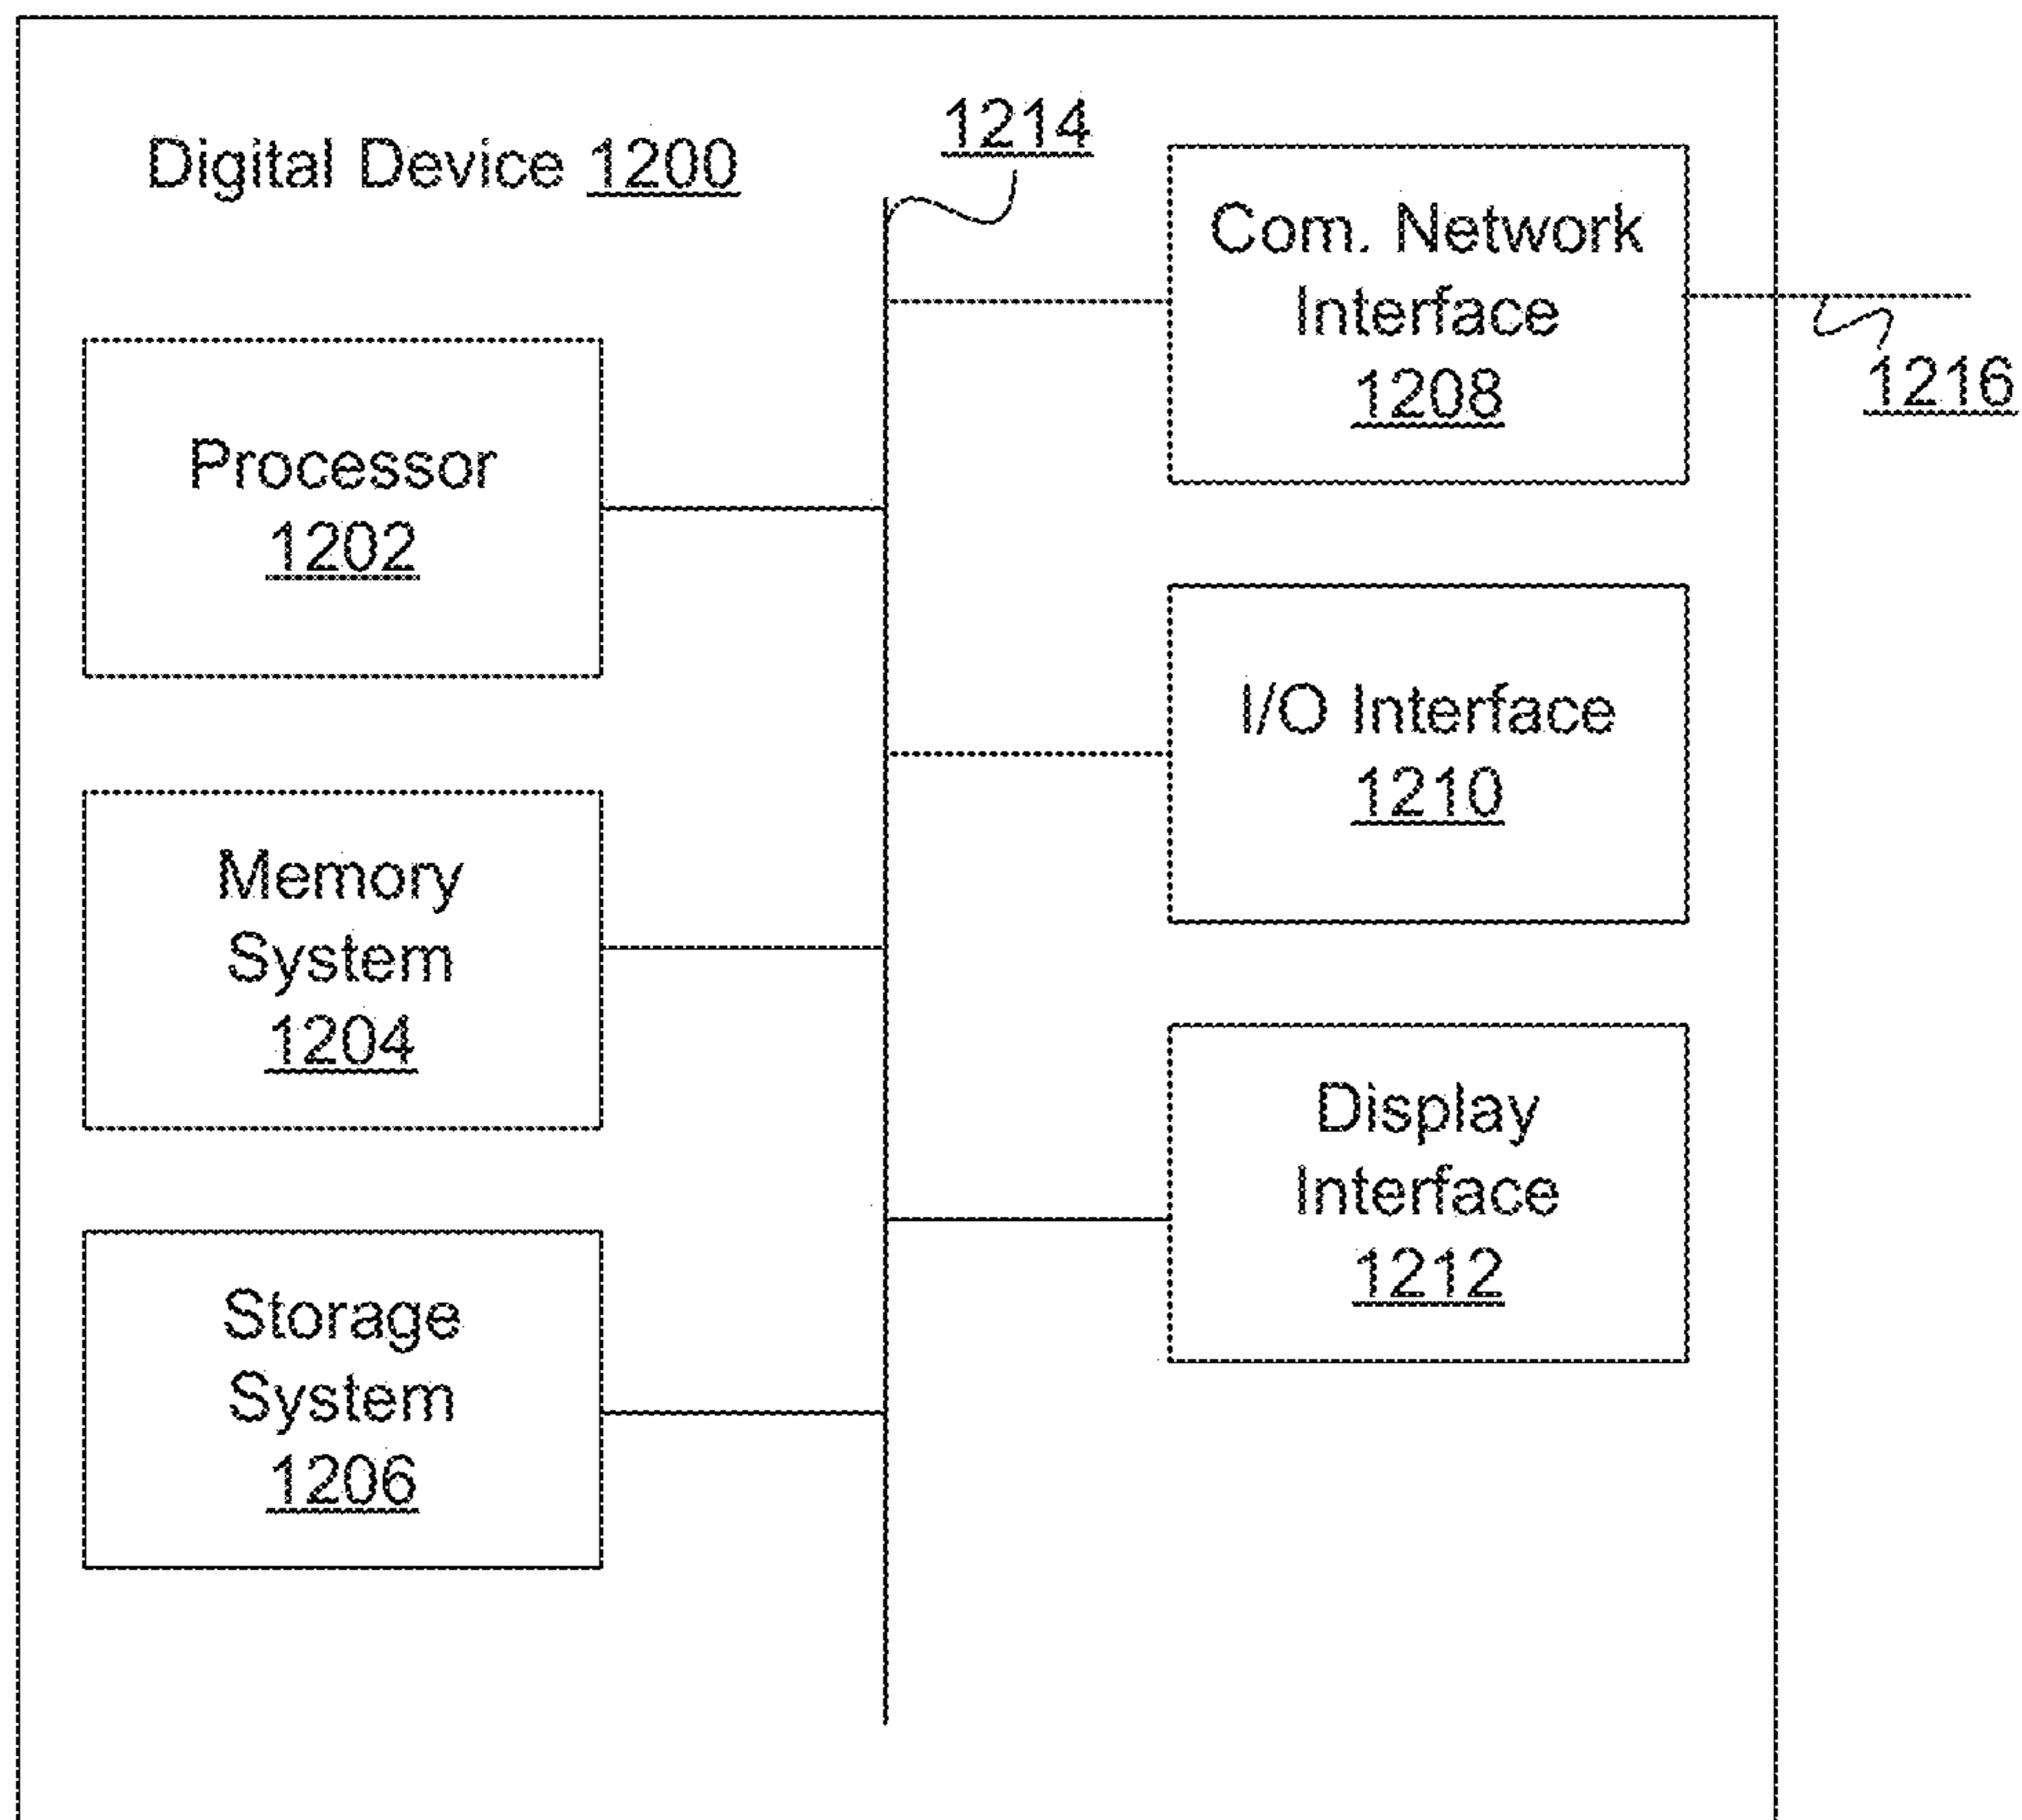 Digital Device 1200
1214
Com. Network
Interface
1208
1216
Processor
1202
I/O Interface
1210
Memory
System
1204
Display
Interface
1212
Storage
System
1206